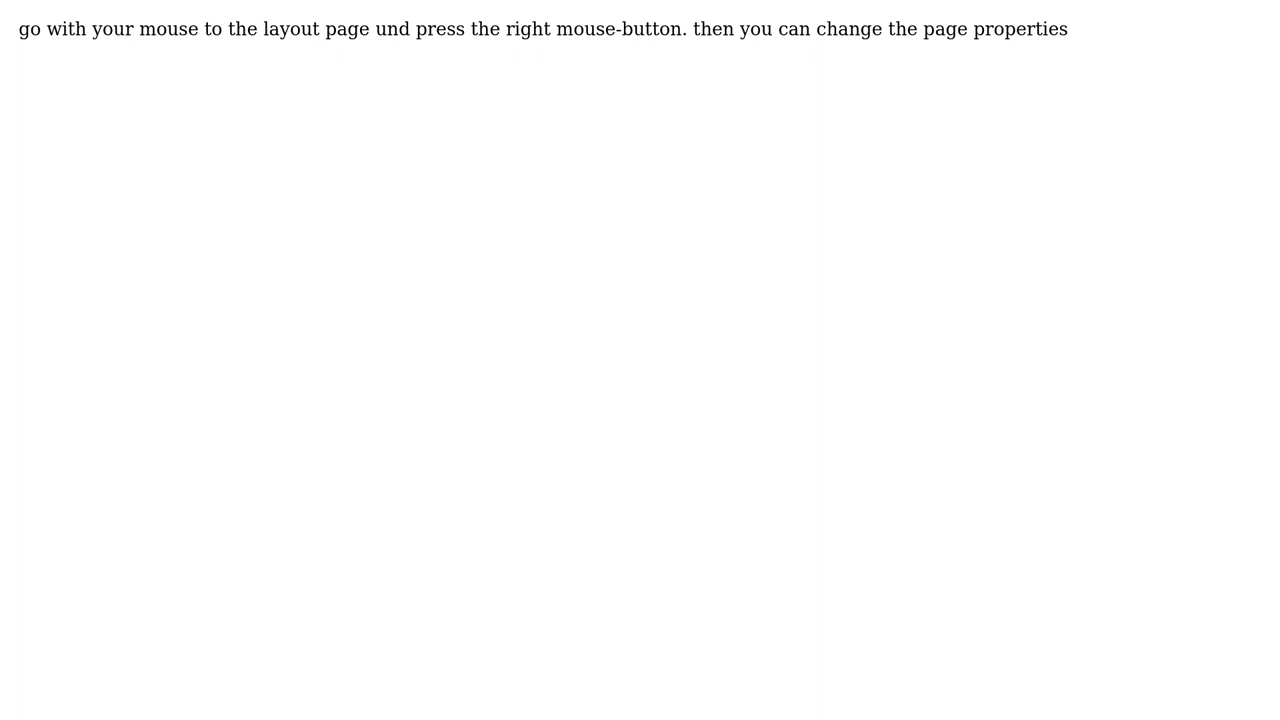 go with your mouse to the layout page und press the right mouse-button. then you can change the page properties